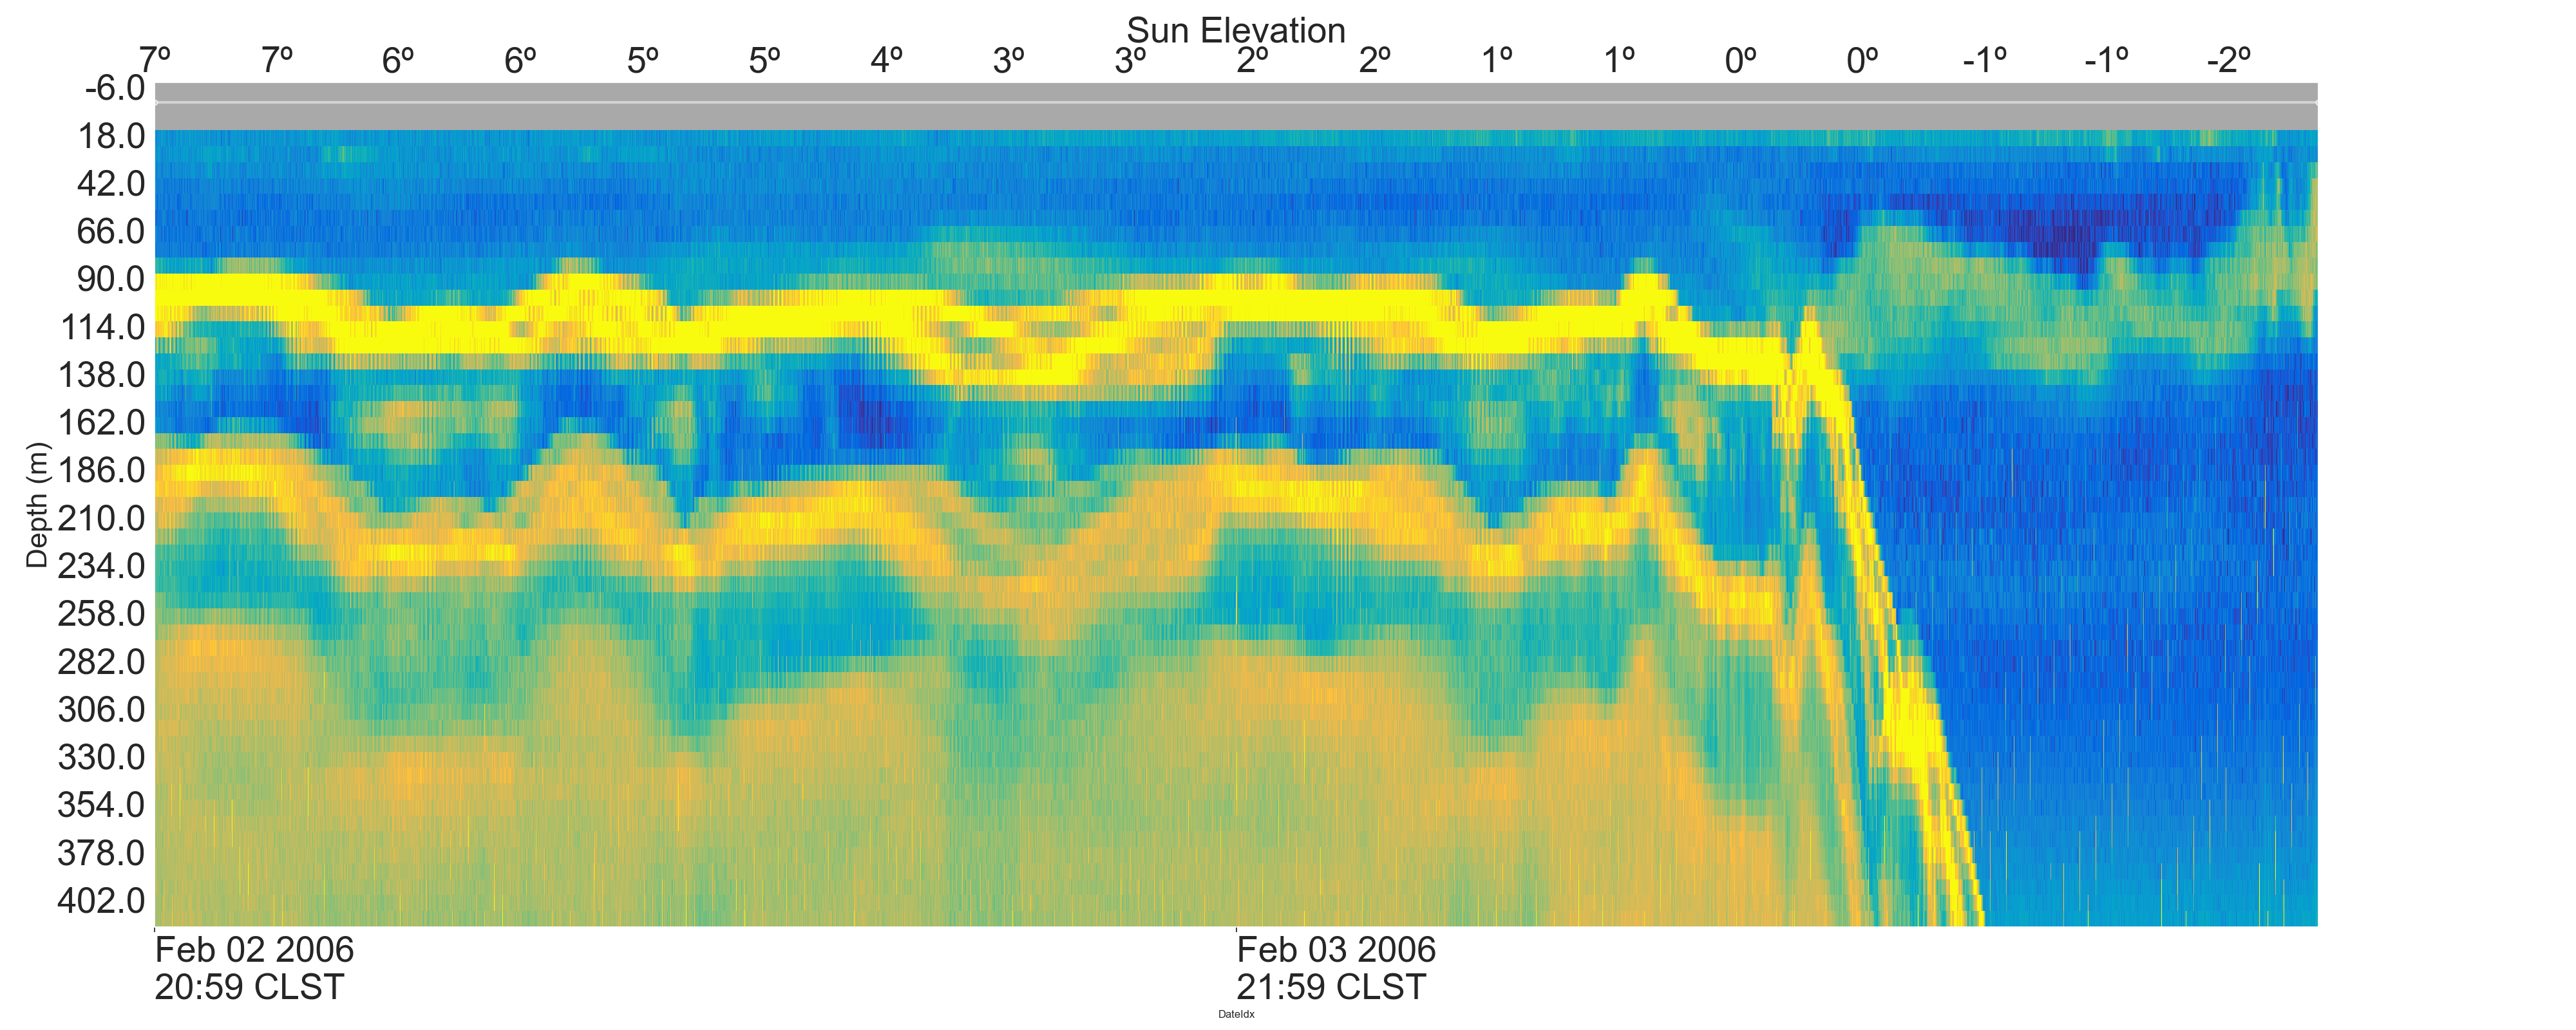 Sun Elevation
7º 7º 6º 6º 5º 5º 4º 3º 3º 2º 2º 1º 1º 0º 0º -1º -1º -2º
-6.0
18.0
42.0
66.0
90.0
114.0
138.0
162.0
186.0
210.0
234.0
258.0
282.0
306.0
330.0
354.0
378.0
402.0
Depth (m)
Feb 02 2006
20:59 CLST
Feb 03 2006
21:59 CLST
DateIdx